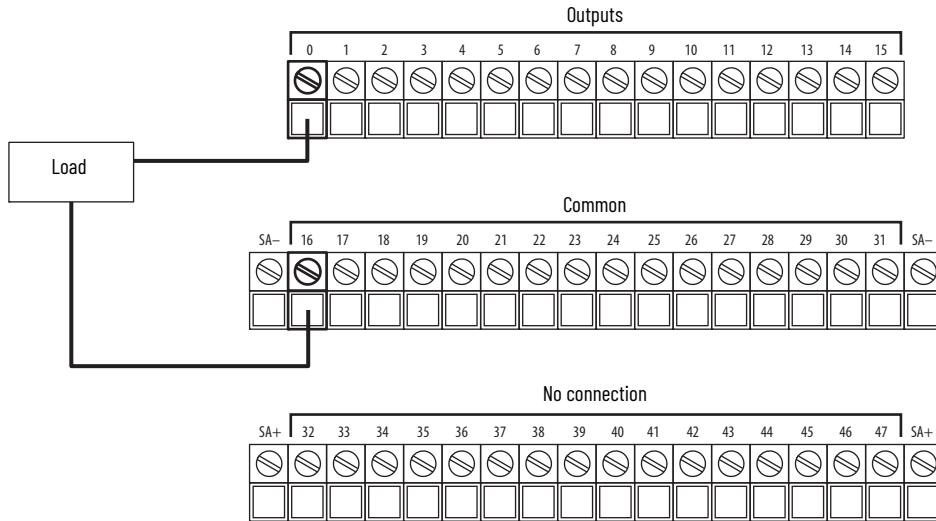 Outputs
0 1 2 3 4 5 6 7 8 9 10 11 12 13 14 15
Load
Common
SA– 16 17 18 19 20 21 22 23 24 25 26 27 28 29 30 31 SA–
No connection
SA+ 32 33 34 35 36 37 38 39 40 41 42 43 44 45 46 47 SA+